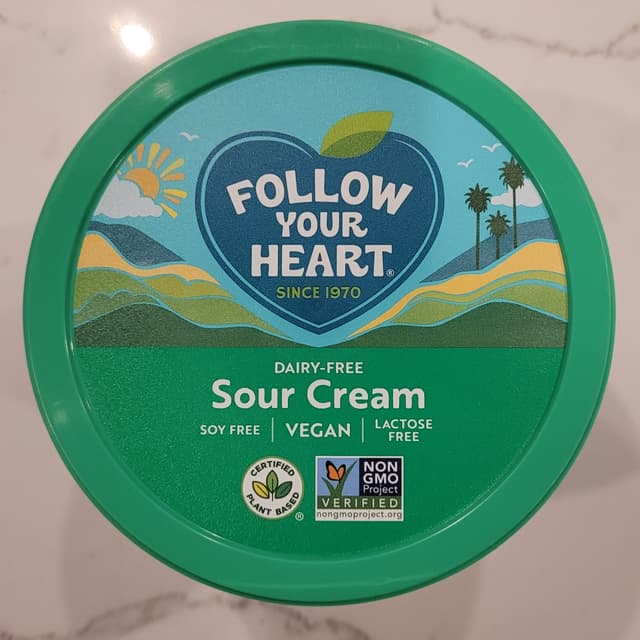 FOLLOW
YOUR
HEART®
SINCE 1970
DAIRY-FREE
Sour Cream
SOY FREE | VEGAN | LACTOSE
FREE
CERTIFIED
PLANT BASED
®
NON
GMO
Project
VERIFIED
nongmoproject.org